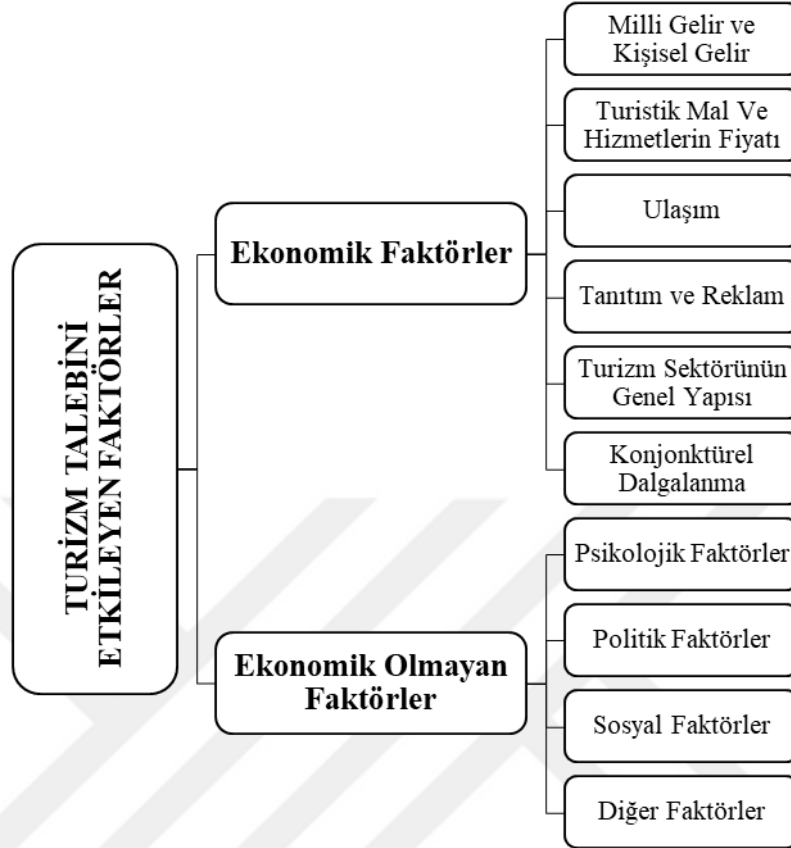 TURİZM TALEBİNİ
ETKİLEYEN FAKTÖRLER
Ekonomik Faktörler
Milli Gelir ve
Kişisel Gelir
Turistik Mal Ve
Hizmetlerin Fiyatı
Ulaşım
Tanıtım ve Reklam
Turizm Sektörünün
Genel Yapısı
Konjonktürel
Dalgalanma
Ekonomik Olmayan
Faktörler
Psikolojik Faktörler
Politik Faktörler
Sosyal Faktörler
Diğer Faktörler